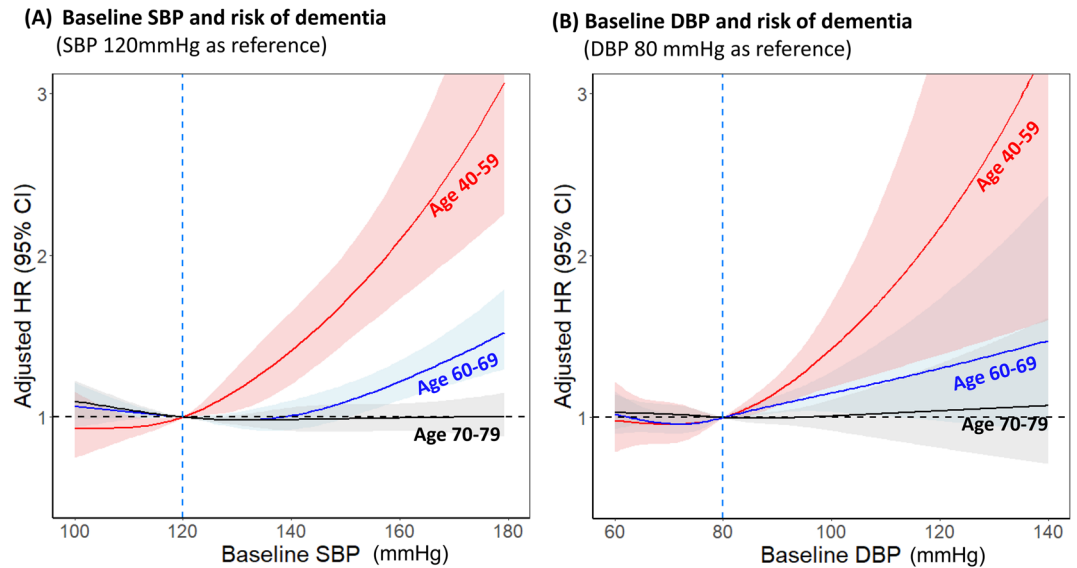 (A) Baseline SBP and risk of dementia
(SBP 120mmHg as reference)
Adjusted HR (95% CI)
3
2
1
Age 40-59
Age 60-69
Age 70-79
100
120
140
160
180
Baseline SBP (mmHg)
(B) Baseline DBP and risk of dementia
(DBP 80 mmHg as reference)
Adjusted HR (95% CI)
3
2
1
Age 40-59
Age 60-69
Age 70-79
60
80
100
120
140
Baseline DBP (mmHg)